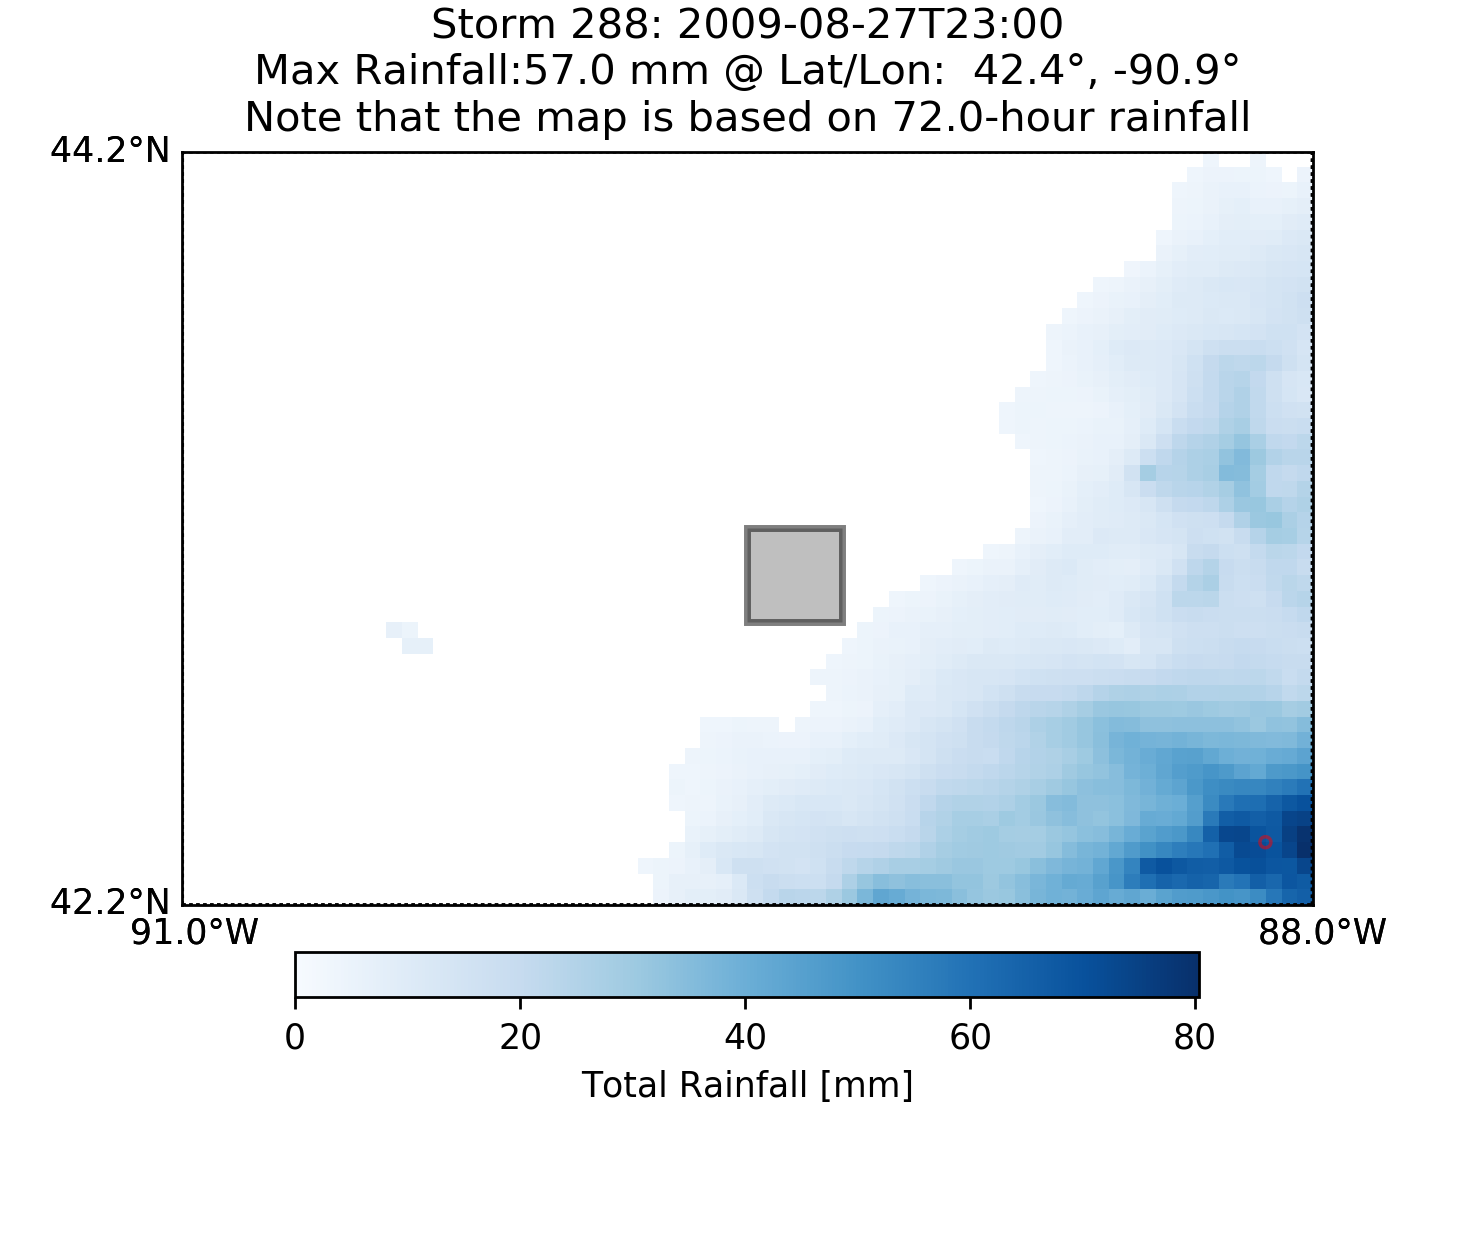 Storm 288: 2009-08-27T23:00
Max Rainfall:57.0 mm @ Lat/Lon:  42.4°, -90.9°
Note that the map is based on 72.0-hour rainfall
44.2°N
42.2°N
91.0°W 88.0°W
0 20 40 60 80
Total Rainfall [mm]